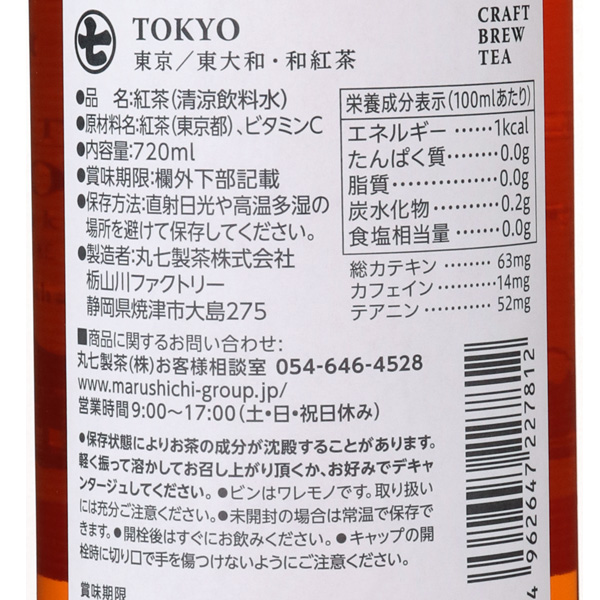 七
TOKYO
東京／東大和・和紅茶
CRAFT
BREW
TEA
●品　名:紅茶(清涼飲料水)
●原材料名:紅茶(東京都)、ビタミンC
●内容量:720ml
●賞味期限:欄外下部記載
●保存方法:直射日光や高温多湿の
場所を避けて保存してください。
●製造者:丸七製茶株式会社
栃山川ファクトリー
静岡県焼津市大島275
栄養成分表示(100mlあたり)
エネルギー……1kcal
たんぱく質………0.0g
脂質………………0.0g
炭水化物…………0.2g
食塩相当量………0.0g
総カテキン………63mg
カフェイン………14mg
テアニン…………52mg
■商品に関するお問い合わせ:
丸七製茶(株)お客様相談室 054-646-4528
www.marushichi-group.jp/
営業時間9:00～17:00(土・日・祝日休み)
●保存状態によりお茶の成分が沈殿することがあります。
軽く振って溶かしてお召し上がり頂くか、お好みでデキャ
ンタージュしてください。●ビンはワレモノです。取り扱い
には充分ご注意ください。●未開封の場合は常温で保存で
きます。●開栓後はすぐにお飲みください。●キャップの開
栓時に切り口で手を傷つけないようにご注意ください。
賞味期限
4 962647 227812